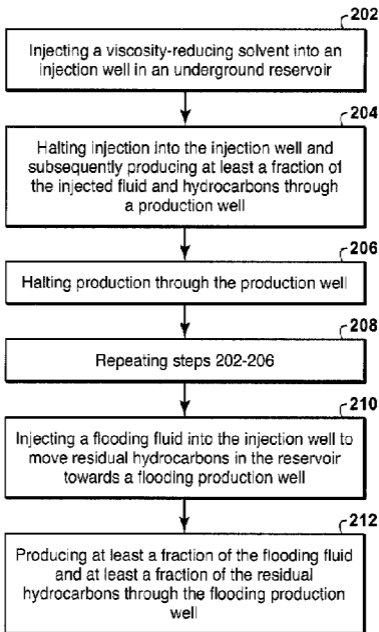 202
Injecting a viscosity-reducing solvent into an
injection well in an underground reservoir
204
Halting injection into the injection well and
subsequently producing at least a fraction of
the injected fluid and hydrocarbons through
a production well
206
Halting production through the production well
208
Repeating steps 202-206
210
Injecting a flooding fluid into the injection well to
move residual hydrocarbons in the reservoir
towards a flooding production well
212
Producing at least a fraction of the flooding fluid
and at least a fraction of the residual
hydrocarbons through the flooding production
well